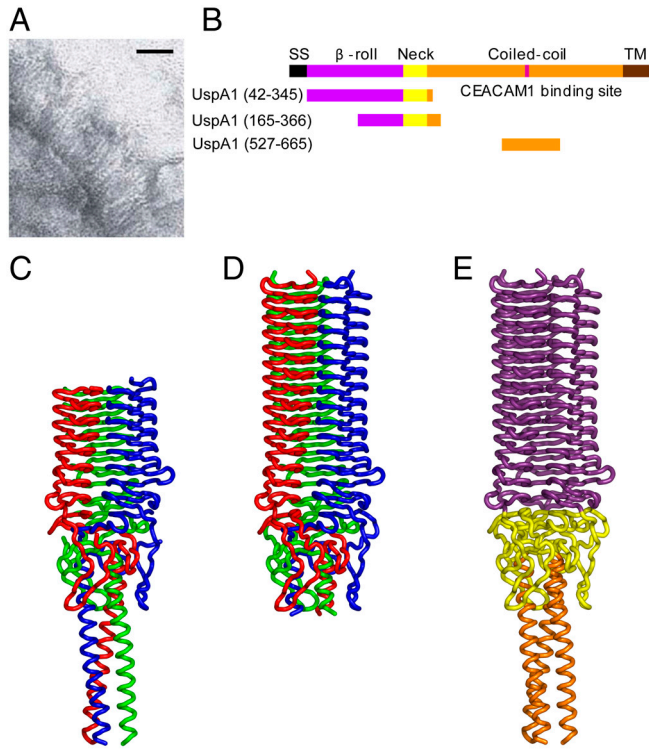 A
B
SS β-roll Neck Coiled-coil TM
UspA1 (42-345)
CEACAM1 binding site
UspA1 (165-366)
UspA1 (527-665)
C
D
E